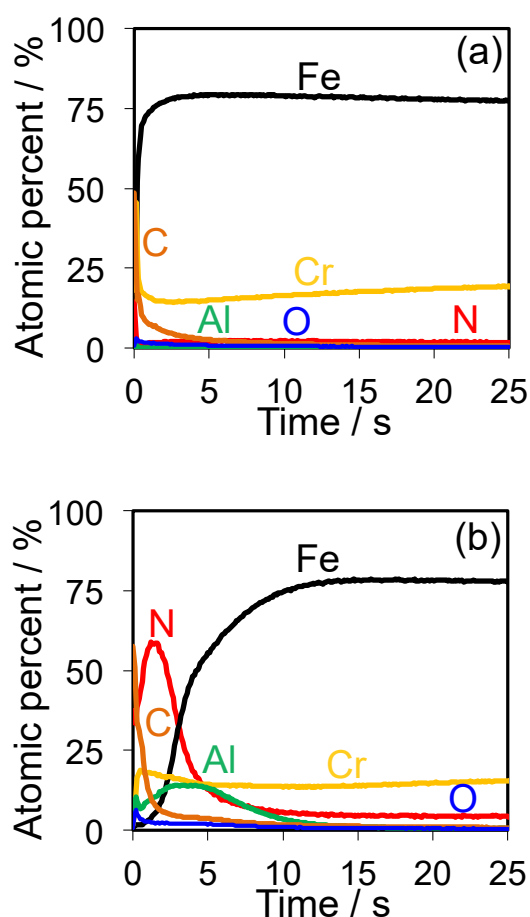 100
(a)
Fe
75
Atomic percent / %
50
C
25
Cr
Al O N
0
0 5 10 15 20 25
Time / s
100
(b)
Fe
75
N
Atomic percent / %
50
C
25
Al Cr
O
0
0 5 10 15 20 25
Time / s